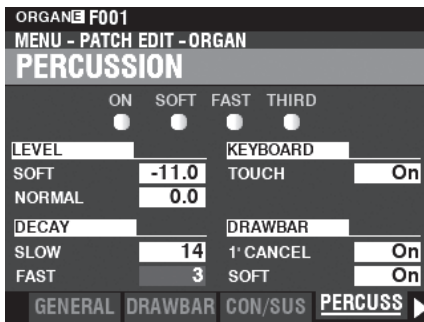 ORGAN E F001
MENU - PATCH EDIT - ORGAN
PERCUSSION
ON SOFT FAST THIRD
LEVEL KEYBOARD
SOFT -11.0 TOUCH On
NORMAL 0.0
DECAY DRAWBAR
SLOW 14 1' CANCEL On
FAST 3 SOFT On
GENERAL DRAWBAR CON/SUS PERCUSS